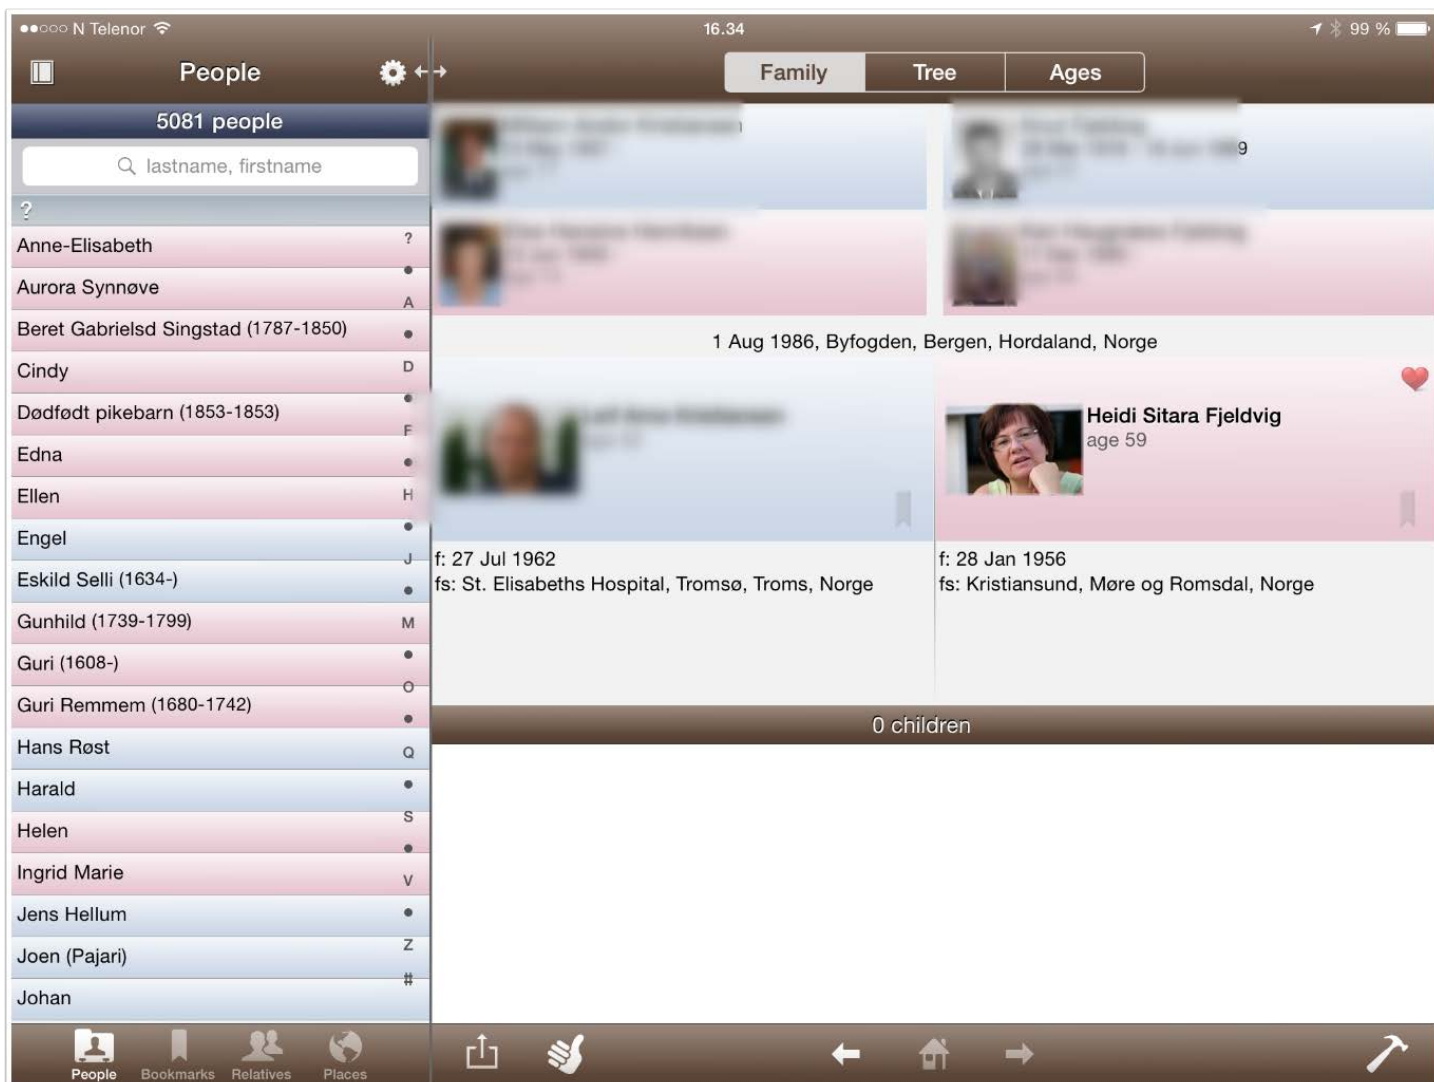 N Telenor
16.34
99 %
People
Family
Tree
Ages
5081 people
lastname, firstname
?
Anne-Elisabeth
Aurora Synnøve
Beret Gabrielsd Singstad (1787-1850)
Cindy
Dødfødt pikebarn (1853-1853)
Edna
Ellen
Engel
Eskild Selli (1634-)
Gunhild (1739-1799)
Guri (1608-)
Guri Remmem (1680-1742)
Hans Røst
Harald
Helen
Ingrid Marie
Jens Hellum
Joen (Pajari)
Johan
?
A
D
F
H
J
M
O
Q
S
V
Z
#
1 Aug 1986, Byfogden, Bergen, Hordaland, Norge
Heidi Sitara Fjeldvig
age 59
f: 27 Jul 1962
fs: St. Elisabeths Hospital, Tromsø, Troms, Norge
f: 28 Jan 1956
fs: Kristiansund, Møre og Romsdal, Norge
0 children
People
Bookmarks
Relatives
Places